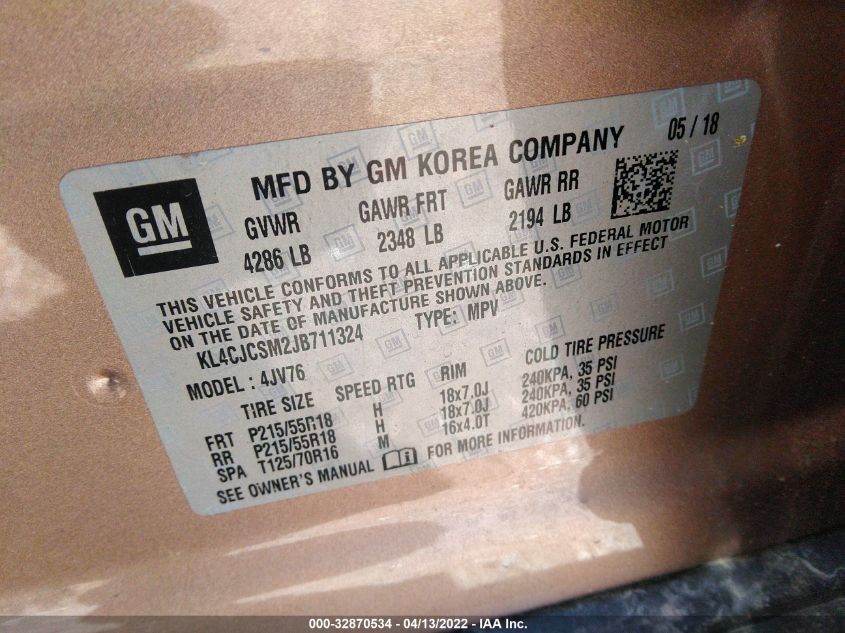 GM
MFD BY GM KOREA COMPANY 05 / 18
GVWR GAWR FRT GAWR RR
4286 LB 2348 LB 2194 LB
THIS VEHICLE CONFORMS TO ALL APPLICABLE U.S. FEDERAL MOTOR
VEHICLE SAFETY AND THEFT PREVENTION STANDARDS IN EFFECT
ON THE DATE OF MANUFACTURE SHOWN ABOVE.
KL4CJCSM2JB711324 TYPE: MPV
MODEL: 4JV76
TIRE SIZE SPEED RTG RIM COLD TIRE PRESSURE
FRT P215/55R18 H 18x7.0J 240KPA, 35 PSI
RR P215/55R18 H 18x7.0J 240KPA, 35 PSI
SPA T125/70R16 M 16x4.0T 420KPA, 60 PSI
SEE OWNER'S MANUAL FOR MORE INFORMATION.
000-32870534 - 04/13/2022 - IAA Inc.